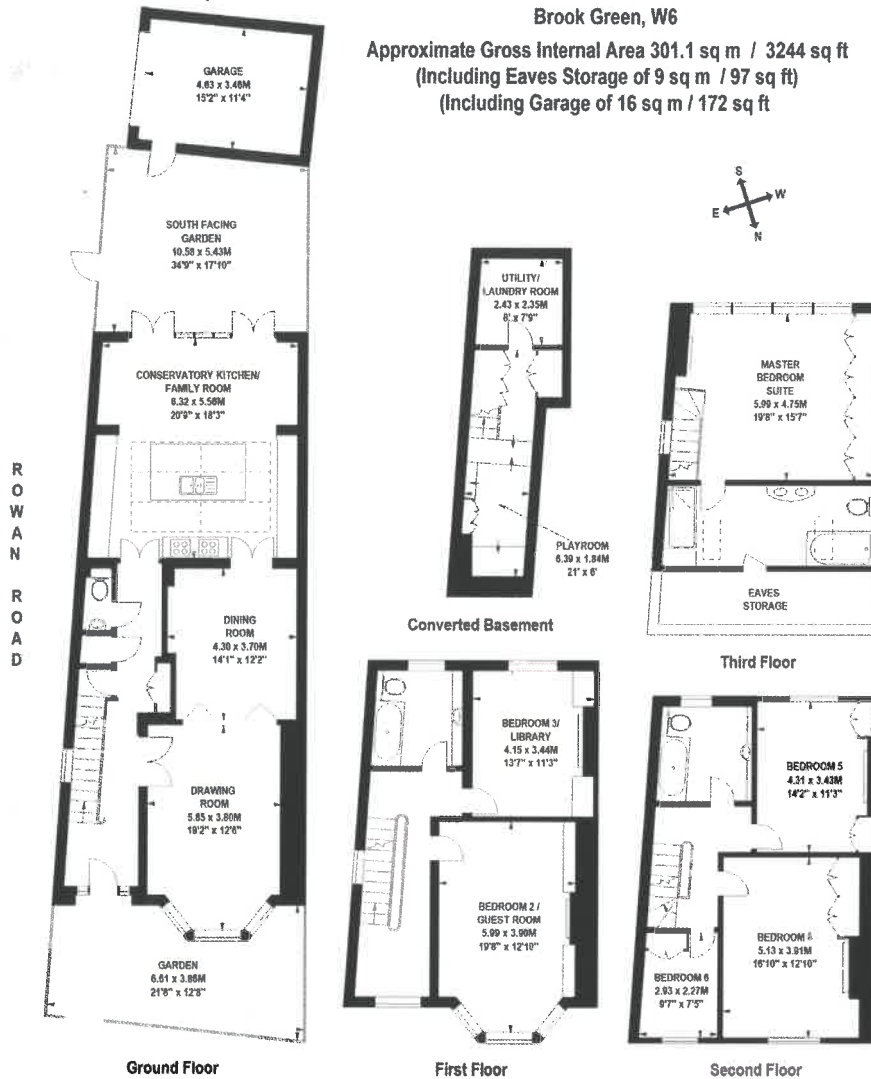 Brook Green, W6
Approximate Gross Internal Area 301.1 sq m / 3244 sq ft
(Including Eaves Storage of 9 sq m / 97 sq ft)
(Including Garage of 16 sq m / 172 sq ft
GARAGE
4.63 x 3.46M
15'2" x 11'4"
S
W
E
N
SOUTH FACING
GARDEN
10.58 x 5.43M
34'9" x 17'10"
UTILITY/
LAUNDRY ROOM
2.43 x 2.35M
8' x 7'9"
CONSERVATORY KITCHEN/
FAMILY ROOM
6.32 x 5.56M
20'9" x 18'3"
MASTER
BEDROOM
SUITE
5.99 x 4.75M
19'8" x 15'7"
ROWAN ROAD
PLAYROOM
6.39 x 1.84M
21' x 6'
EAVES
STORAGE
Converted Basement
Third Floor
DINING
ROOM
4.30 x 3.70M
14'1" x 12'2"
DRAWING
ROOM
5.85 x 3.80M
19'2" x 12'6"
GARDEN
6.61 x 3.86M
21'8" x 12'8"
Ground Floor
BEDROOM 3/
LIBRARY
4.15 x 3.44M
13'7" x 11'3"
BEDROOM 2 /
GUEST ROOM
5.99 x 3.90M
19'8" x 12'10"
First Floor
BEDROOM 5
4.31 x 3.43M
14'2" x 11'3"
BEDROOM
5.13 x 3.91M
16'10" x 12'10"
BEDROOM 6
2.93 x 2.27M
9'7" x 7'5"
Second Floor